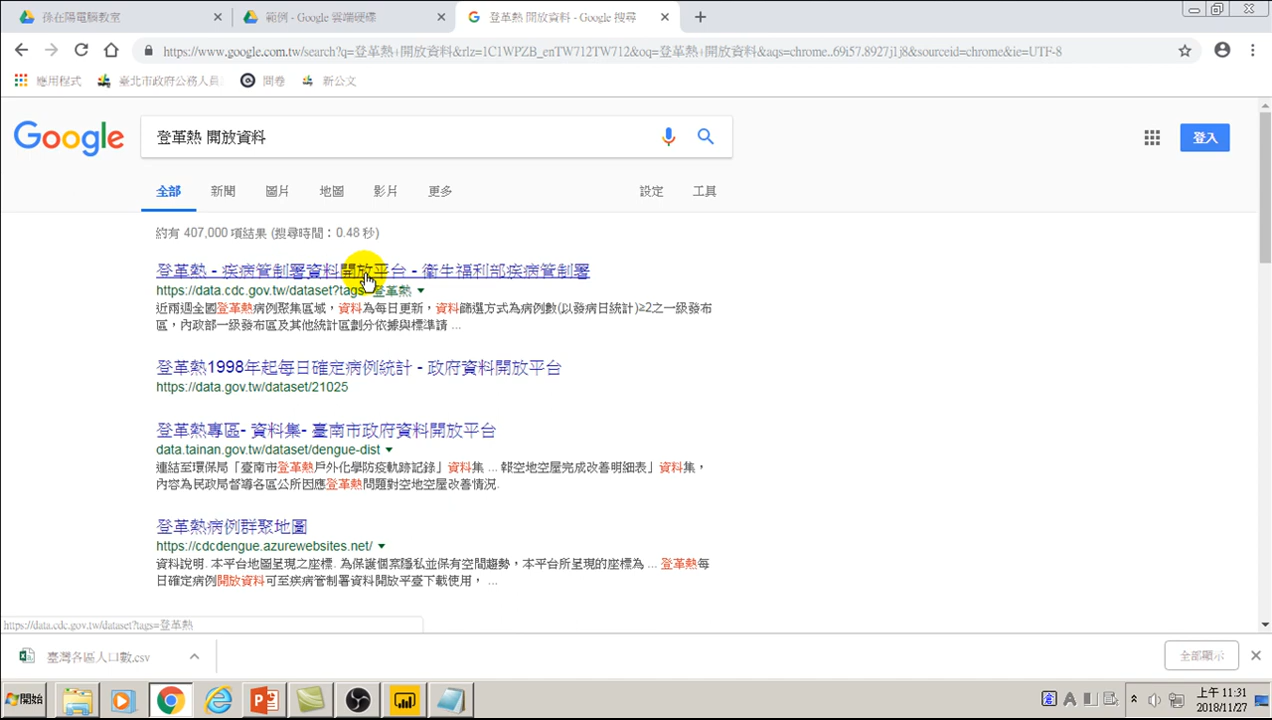 孫在陽電腦教室
範例 - Google 雲端硬碟
登革熱 開放資料 - Google 搜尋
https://www.google.com.tw/search?q=登革熱+開放資料&rlz=1C1WPZB_enTW712TW712&oq=登革熱+開放資料&aqs=chrome..69i57.8927j1j8&sourceid=chrome&ie=UTF-8
應用程式
臺北市政府公務人員
問卷
新公文
Google
登革熱 開放資料
登入
全部 新聞 圖片 地圖 影片 更多 設定 工具
約有 407,000 項結果 (搜尋時間：0.48 秒)
登革熱 - 疾病管制署資料開放平台 - 衛生福利部疾病管制署
https://data.cdc.gov.tw/dataset?tags=登革熱
近兩週全國登革熱病例聚集區域，資料為每日更新，資料篩選方式為病例數(以發病日統計)≥2之一級發布
區，內政部一級發布區及其他統計區劃分依據與標準請 ...
登革熱1998年起每日確定病例統計 - 政府資料開放平台
https://data.gov.tw/dataset/21025
登革熱專區- 資料集- 臺南市政府資料開放平台
data.tainan.gov.tw/dataset/dengue-dist
連結至環保局「臺南市登革熱戶外化學防疫軌跡記錄」資料集 ... 報空地空屋完成改善明細表」資料集，
內容為民政局督導各區公所因應登革熱問題對空地空屋改善情況.
登革熱病例群聚地圖
https://cdcdengue.azurewebsites.net/
資料說明. 本平台地圖呈現之座標. 為保護個案隱私並保有空間趨勢，本平台所呈現的座標為 ... 登革熱每
日確定病例開放資料可至疾病管制署資料開放平臺下載使用， ...
https://data.cdc.gov.tw/dataset?tags=登革熱
臺灣各區人口數.csv
全部顯示
開始
上午 11:31
2018/11/27